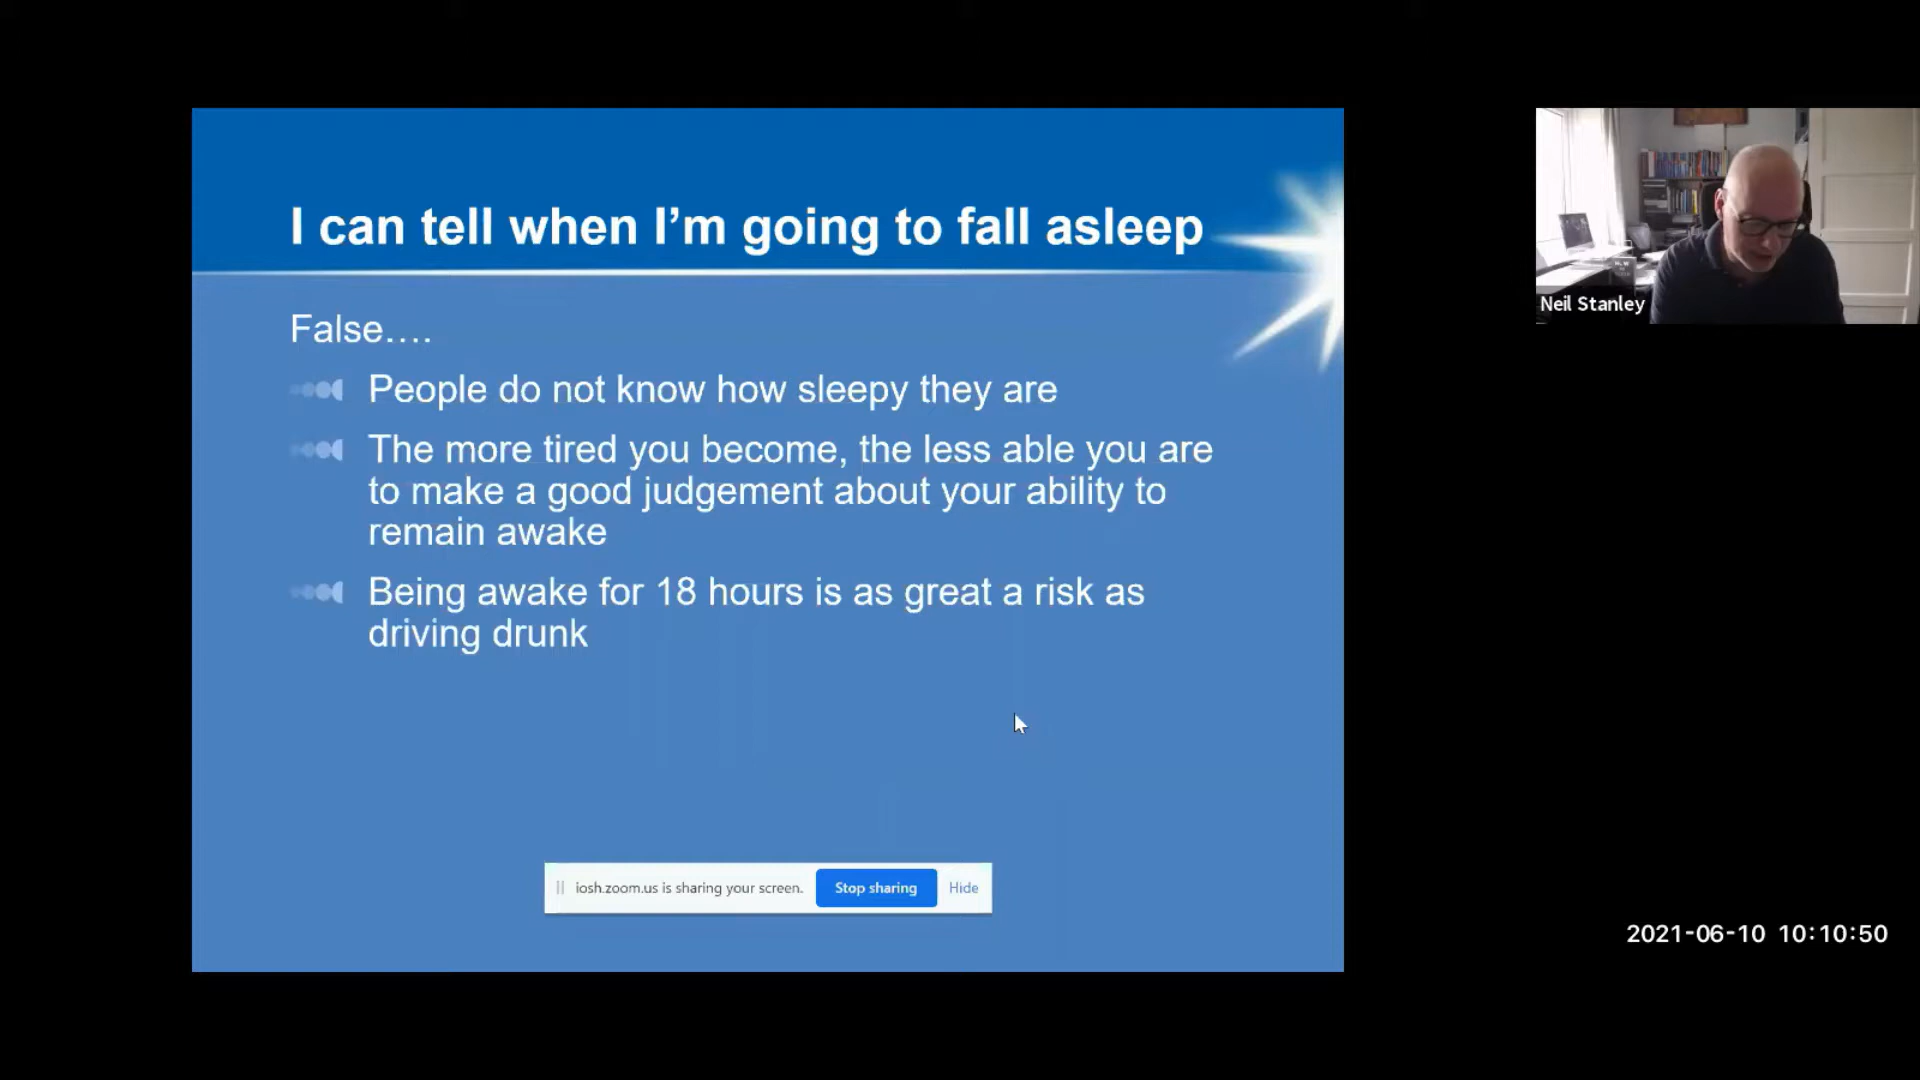 I can tell when I’m going to fall asleep
False….
People do not know how sleepy they are
The more tired you become, the less able you are
to make a good judgement about your ability to
remain awake
Being awake for 18 hours is as great a risk as
driving drunk
iosh.zoom.us is sharing your screen.
Stop sharing
Hide
Neil Stanley
2021-06-10 10:10:50